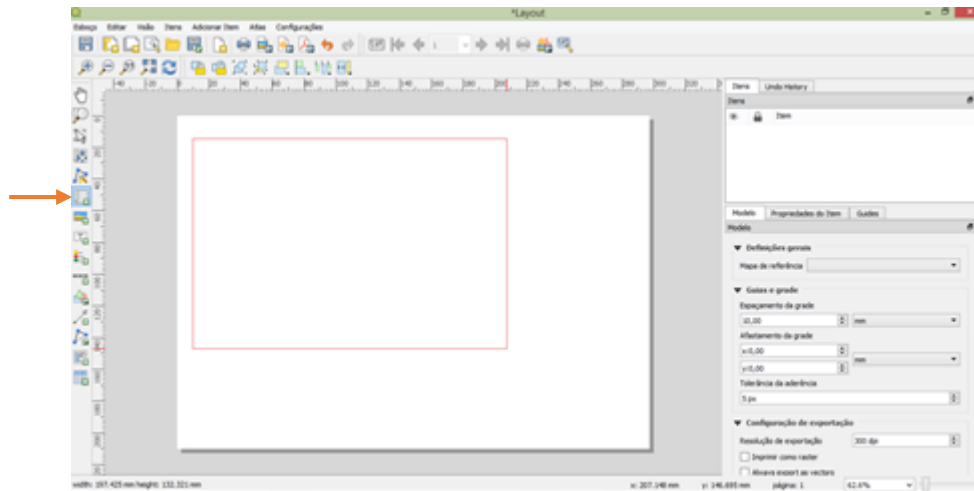 *Layout
Esboço Editar Visão Itens Adicionar Item Atlas Configurações
Itens Undo History
Itens
Item
Modelo Propriedades do Item Guides
Modelo
Definições gerais
Mapa de referência
Guias e grade
Espaçamento da grade
10,00 mm
Afastamento da grade
x:0,00
mm
y:0,00
Tolerância da aderência
5 px
Configuração de exportação
Resolução de exportação 300 dpi
Imprimir como raster
Always export as vectors
width: 197.425 mm height: 132.321 mm x: 207.148 mm y: 146.695 mm página: 1 62.6%